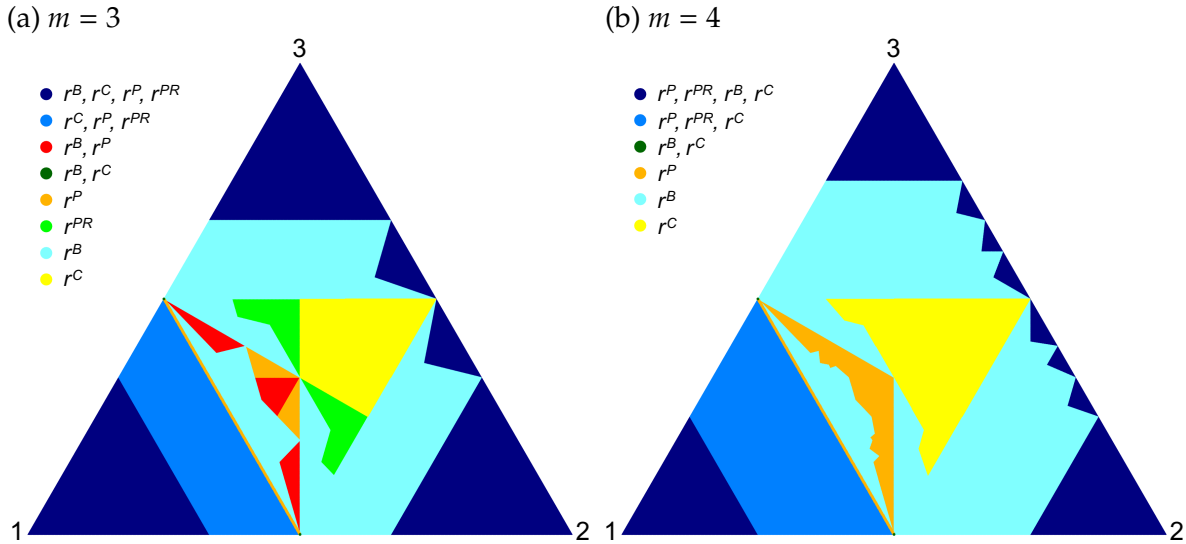 (a) m = 3
3
r^B, r^C, r^P, r^PR
r^C, r^P, r^PR
r^B, r^P
r^B, r^C
r^P
r^PR
r^B
r^C
1
2
(b) m = 4
3
r^P, r^PR, r^B, r^C
r^P, r^PR, r^C
r^B, r^C
r^P
r^B
r^C
1
2